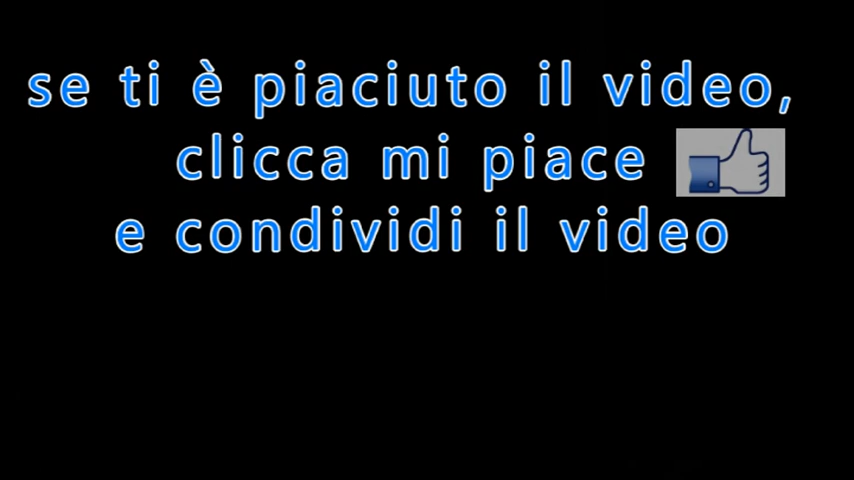 se ti è piaciuto il video,
clicca mi piace
e condividi il video